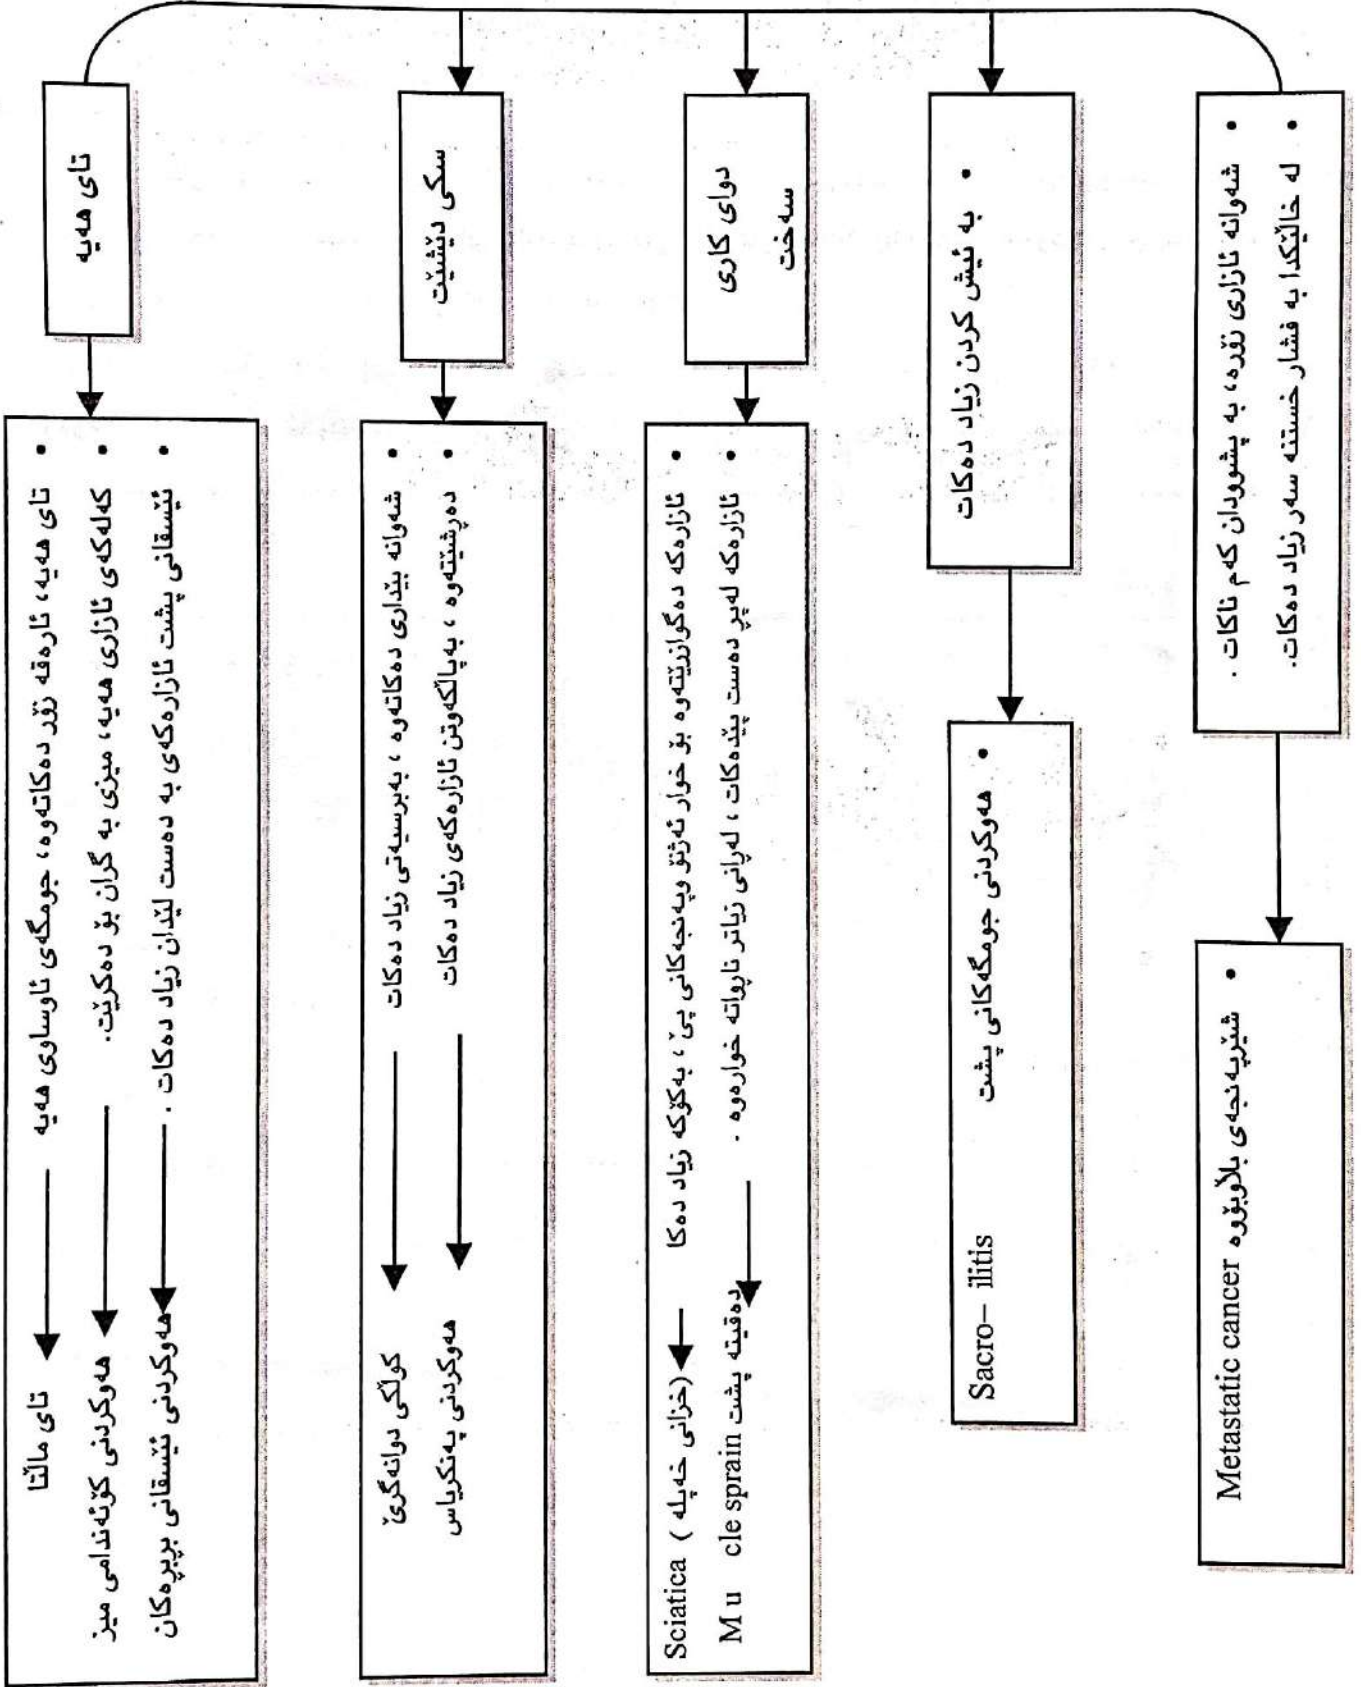 تای هەیە
• تای هەیە، ئارەقە زۆر دەکاتەوە، جومگەی ئاوساوی هەیە
تای ماڵتا
• کەلەکەی ئازاری هەیە، میزی بە گران بۆ دەکرێت.
هەوکردنی کۆئەندامی میز
• ئێسقانی پشت ئازارەکەی بە دەست لێدان زیاد دەکات .
هەوکردنی ئێسقانی بڕبڕەکان
سکی دێشێت
• شەوانە بێداری دەکاتەوە ، بەبرسیەتی زیاد دەکات
کولکی دوانەگرێ
• دەرشێتەوە ، بەپاڵکەوتن ئازارەکەی زیاد دەکات
هەوکردنی پەنکریاس
دوای کاری
سەخت
• ئازارەکە دەگوازرێتەوە بۆ خوار ئەژنۆ وپەنجەکانی پێ ، بەکۆکە زیاد دەکا
Sciatica ( خزانی خەپلە)
• ئازارەکە لەپڕ دەست پێدەکات ، لەڕانی زیاتر ناڕواتە خوارەوە .
M u cle sprain دەقیتە پشت
• بە ئیش کردن زیاد دەکات
• هەوکردنی جومگەکانی پشت
Sacro– ilitis
• شەوانە ئازاری زۆرە، بە پشوودان کەم ناکات .
• لە خاڵێکدا بە فشار خستنە سەر زیاد دەکات.
• شێرپەنجەی بڵاوبۆوە Metastatic cancer